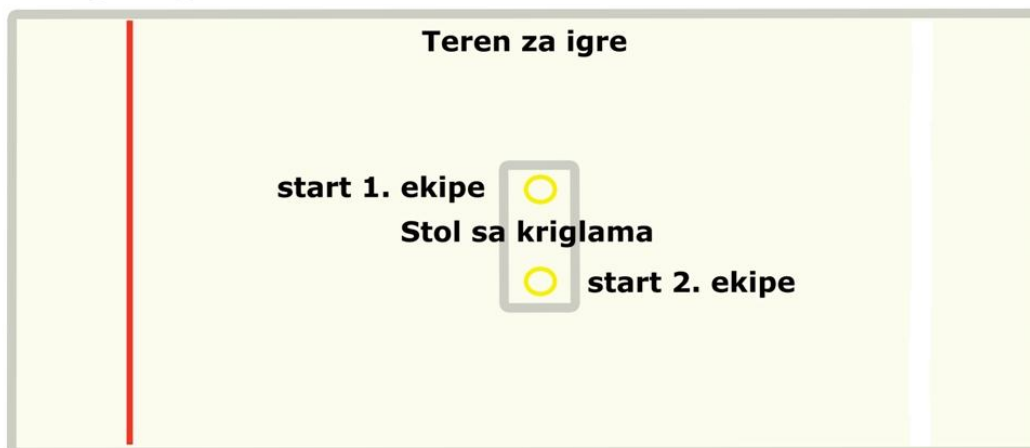 Teren za igre
start 1. ekipe
Stol sa kriglama
start 2. ekipe